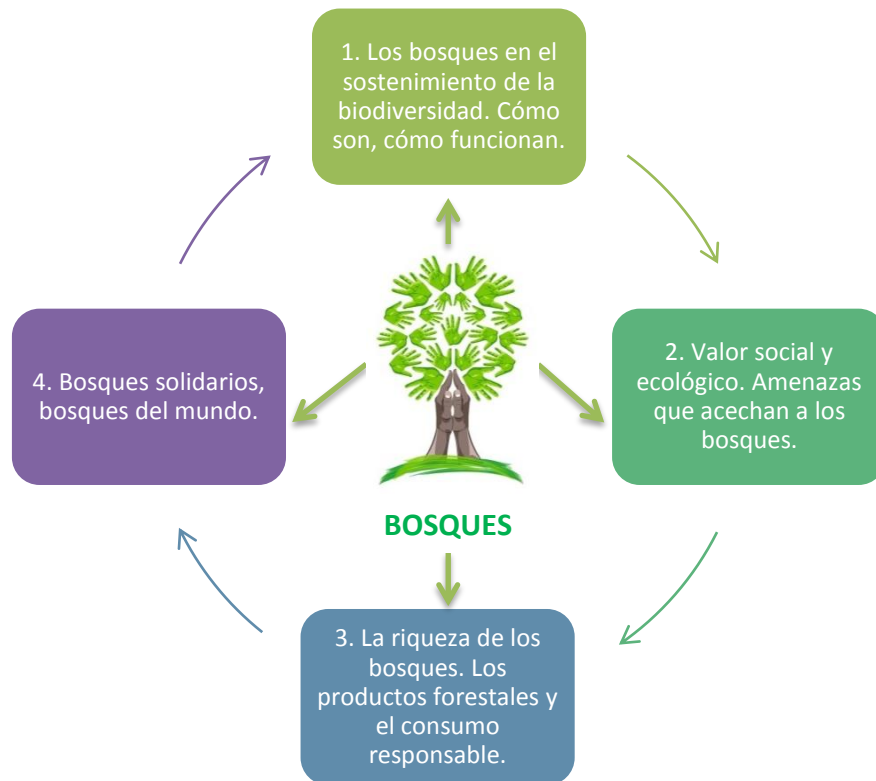 1. Los bosques en el
sostenimiento de la
biodiversidad. Cómo
son, cómo funcionan.
2. Valor social y
ecológico. Amenazas
que acechan a los
bosques.
4. Bosques solidarios,
bosques del mundo.
BOSQUES
3. La riqueza de los
bosques. Los
productos forestales y
el consumo
responsable.